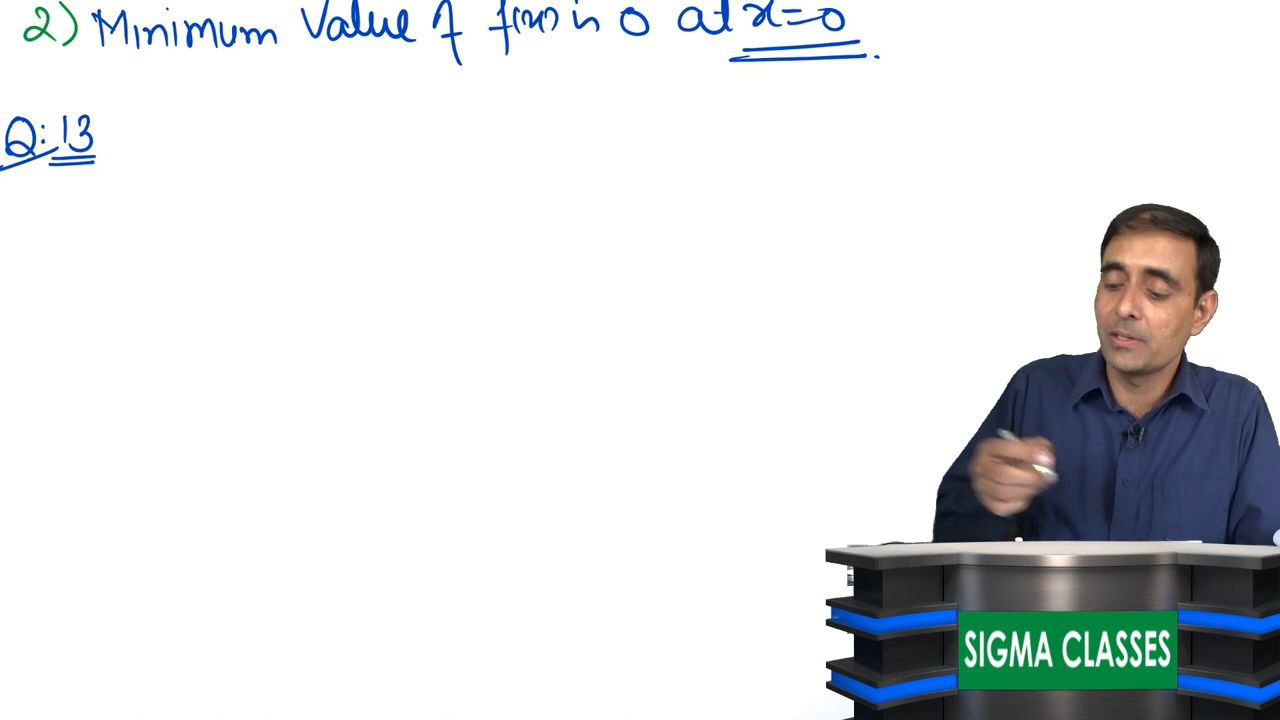 2) Minimum Value of f(x) is 0 at x=0.
Q: 13
SIGMA CLASSES